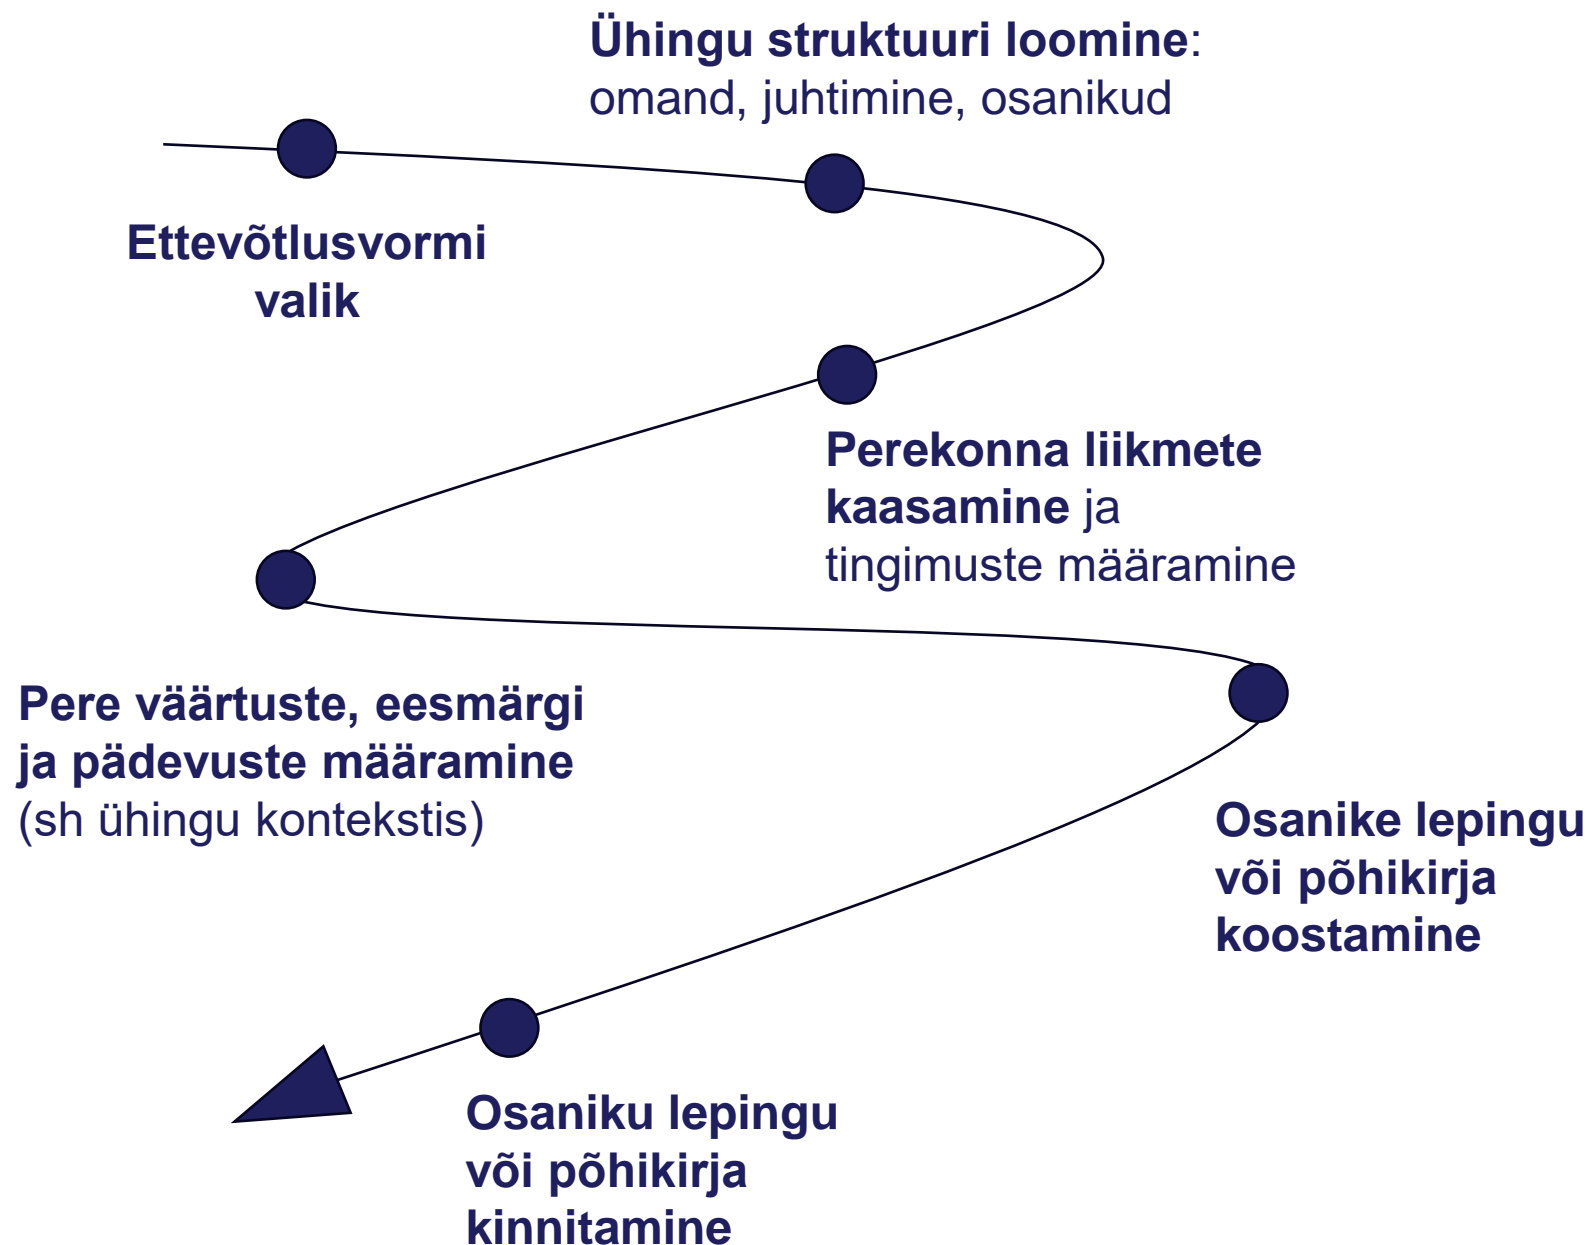 Ühingu struktuuri loomine:
omand, juhtimine, osanikud
Ettevõtlusvormi
valik
Perekonna liikmete
kaasamine ja
tingimuste määramine
Pere väärtuste, eesmärgi
ja pädevuste määramine
(sh ühingu kontekstis)
Osanike lepingu
või põhikirja
koostamine
Osaniku lepingu
või põhikirja
kinnitamine